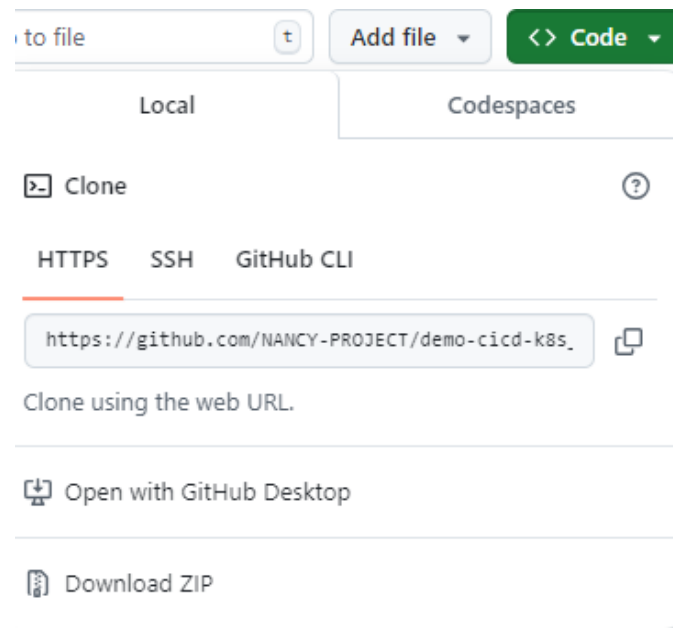 to file t Add file <> Code
Local Codespaces
Clone
HTTPS SSH GitHub CLI
https://github.com/NANCY-PROJECT/demo-cicd-k8s_
Clone using the web URL.
Open with GitHub Desktop
Download ZIP